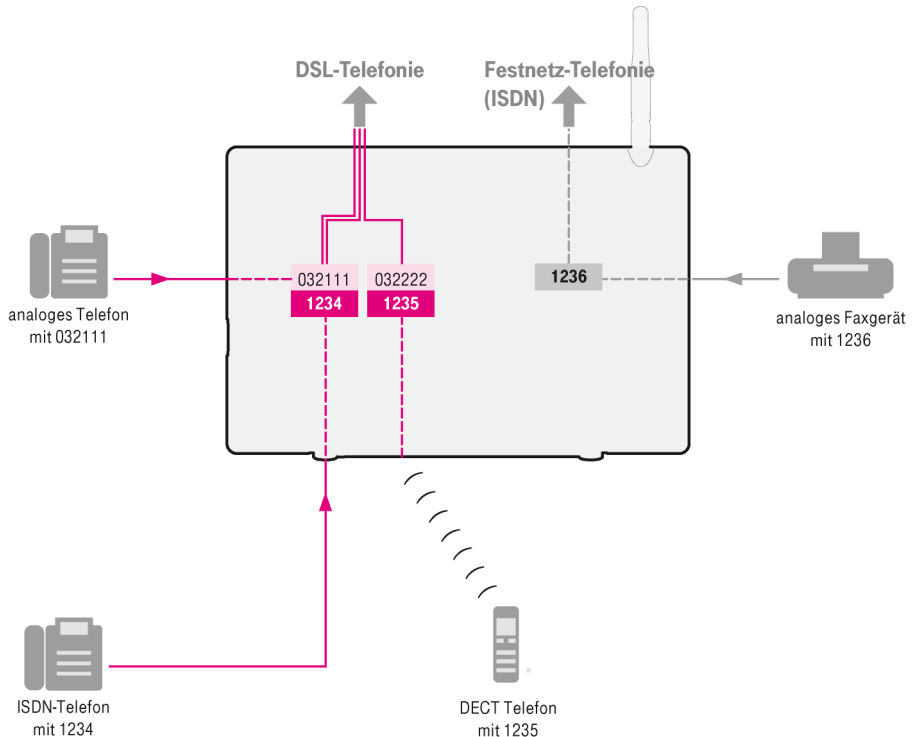 DSL-Telefonie
Festnetz-Telefonie
(ISDN)
032111
1234
032222
1235
1236
analoges Telefon
mit 032111
analoges Faxgerät
mit 1236
ISDN-Telefon
mit 1234
DECT Telefon
mit 1235